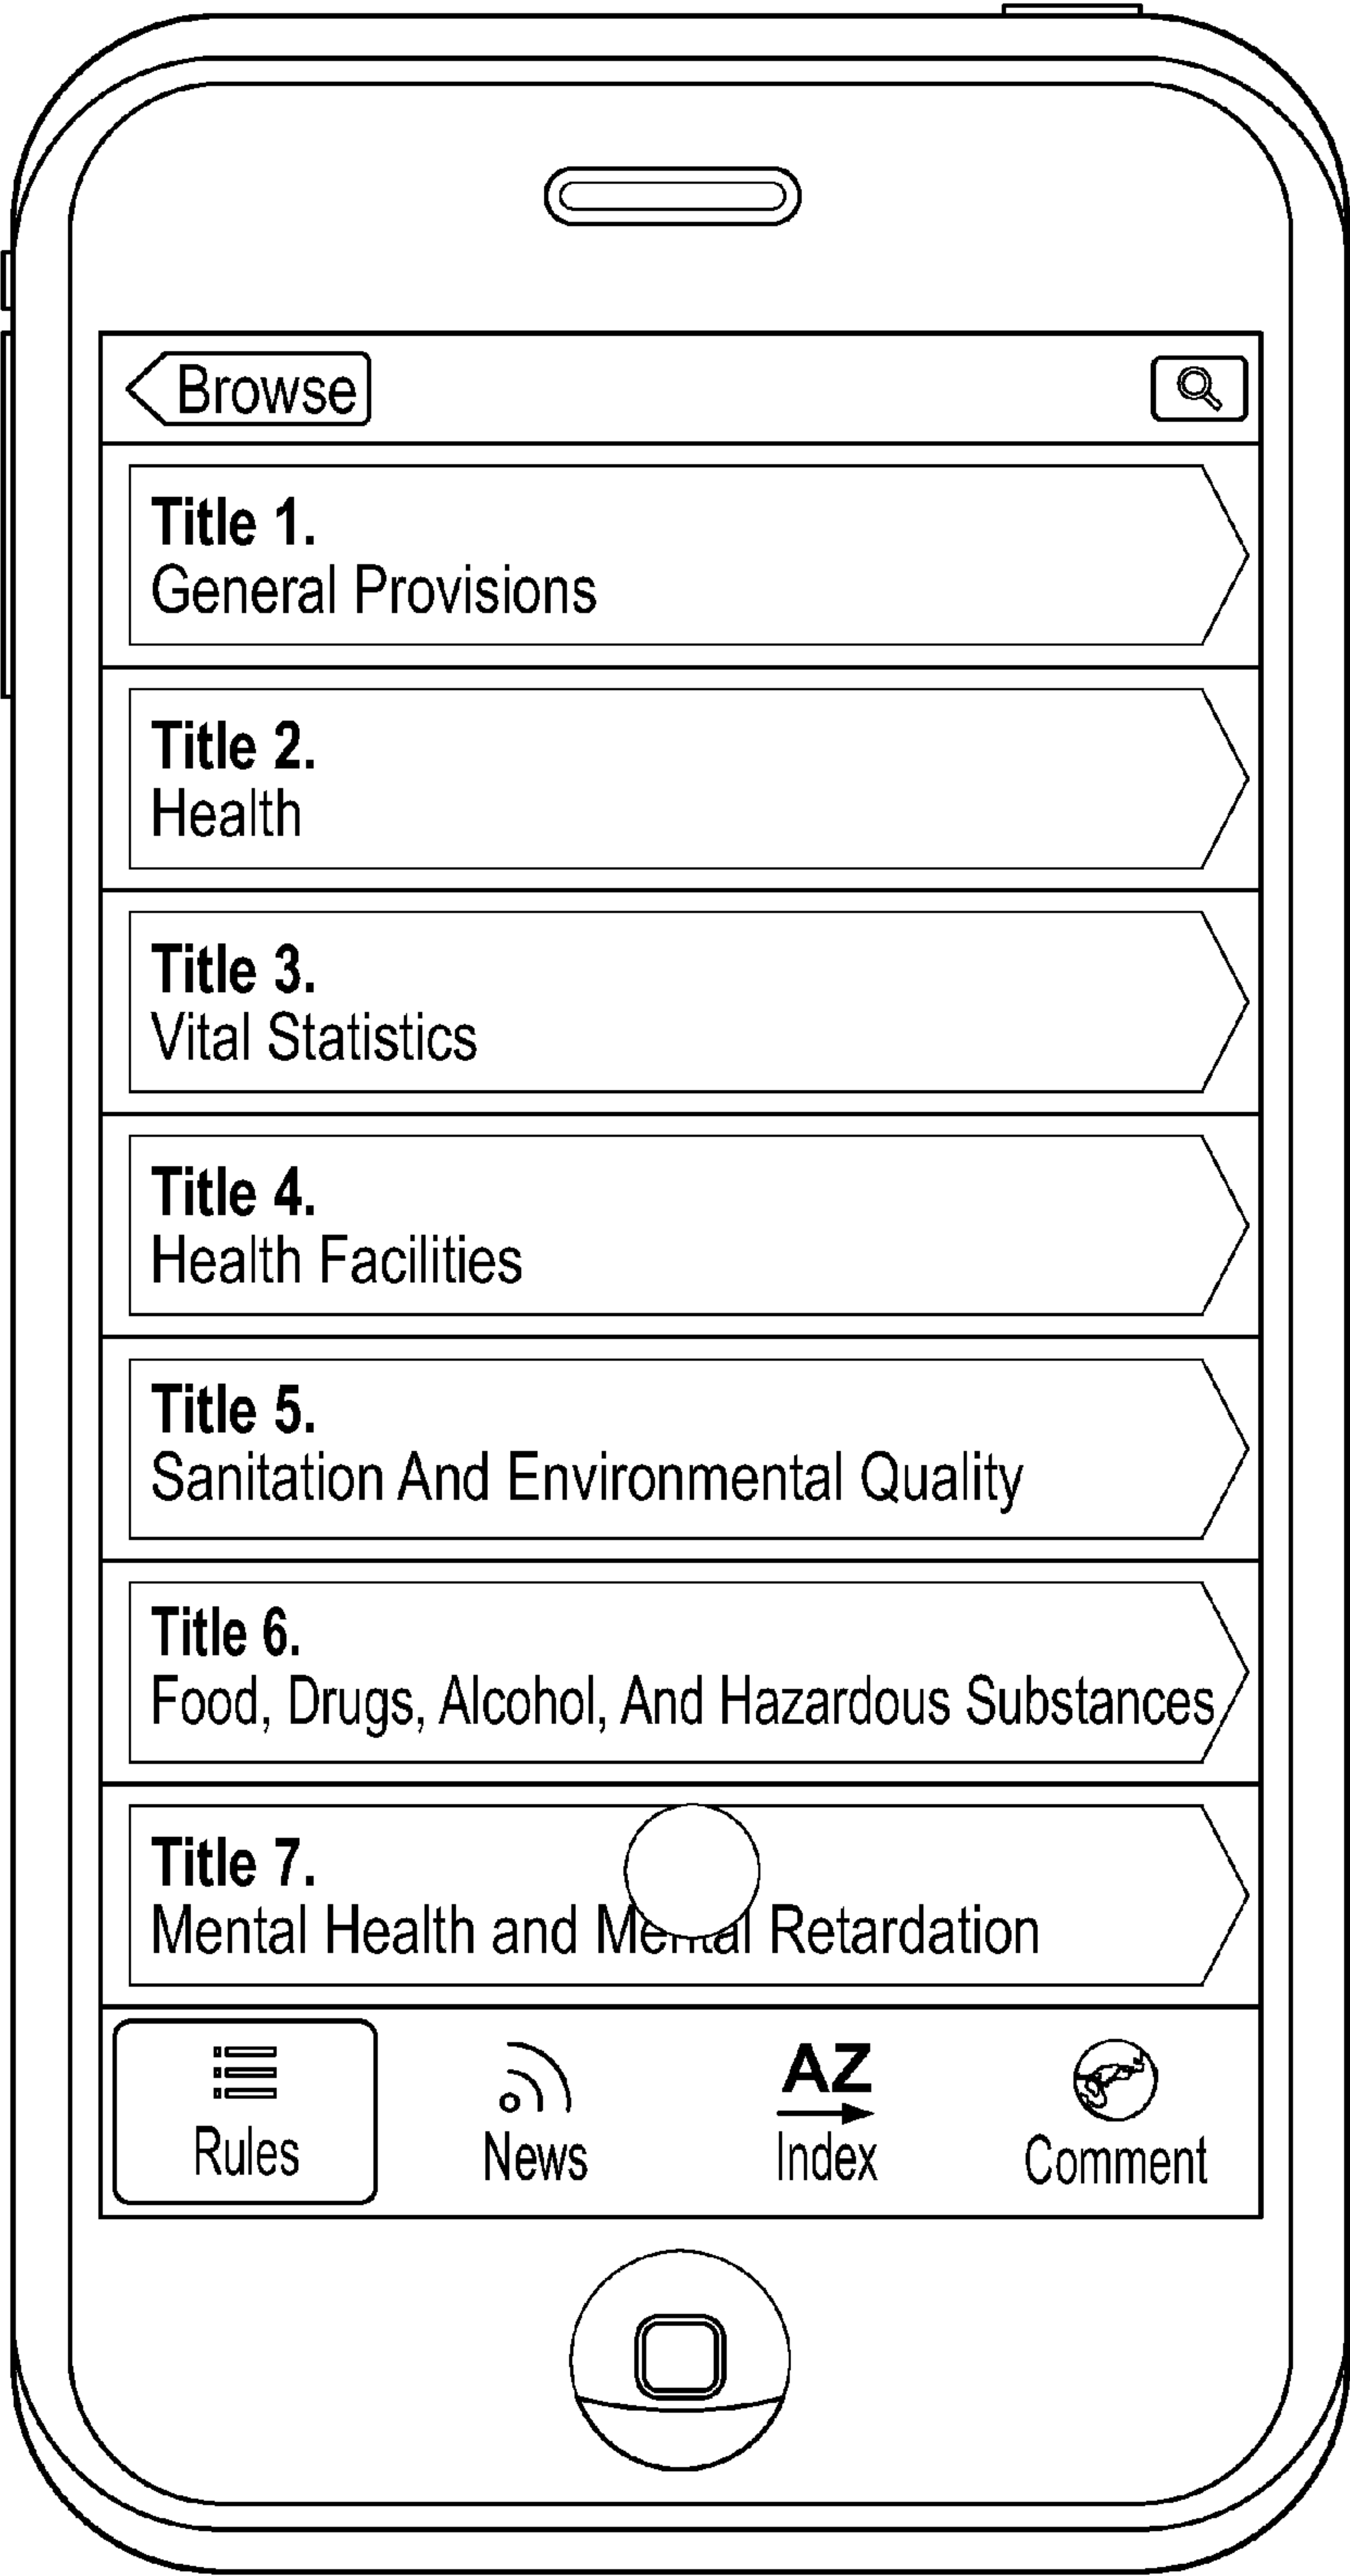 Browse
Title 1.
General Provisions
Title 2.
Health
Title 3.
Vital Statistics
Title 4.
Health Facilities
Title 5.
Sanitation And Environmental Quality
Title 6.
Food, Drugs, Alcohol, And Hazardous Substances
Title 7.
Mental Health and Mental Retardation
AZ
Rules News Index Comment